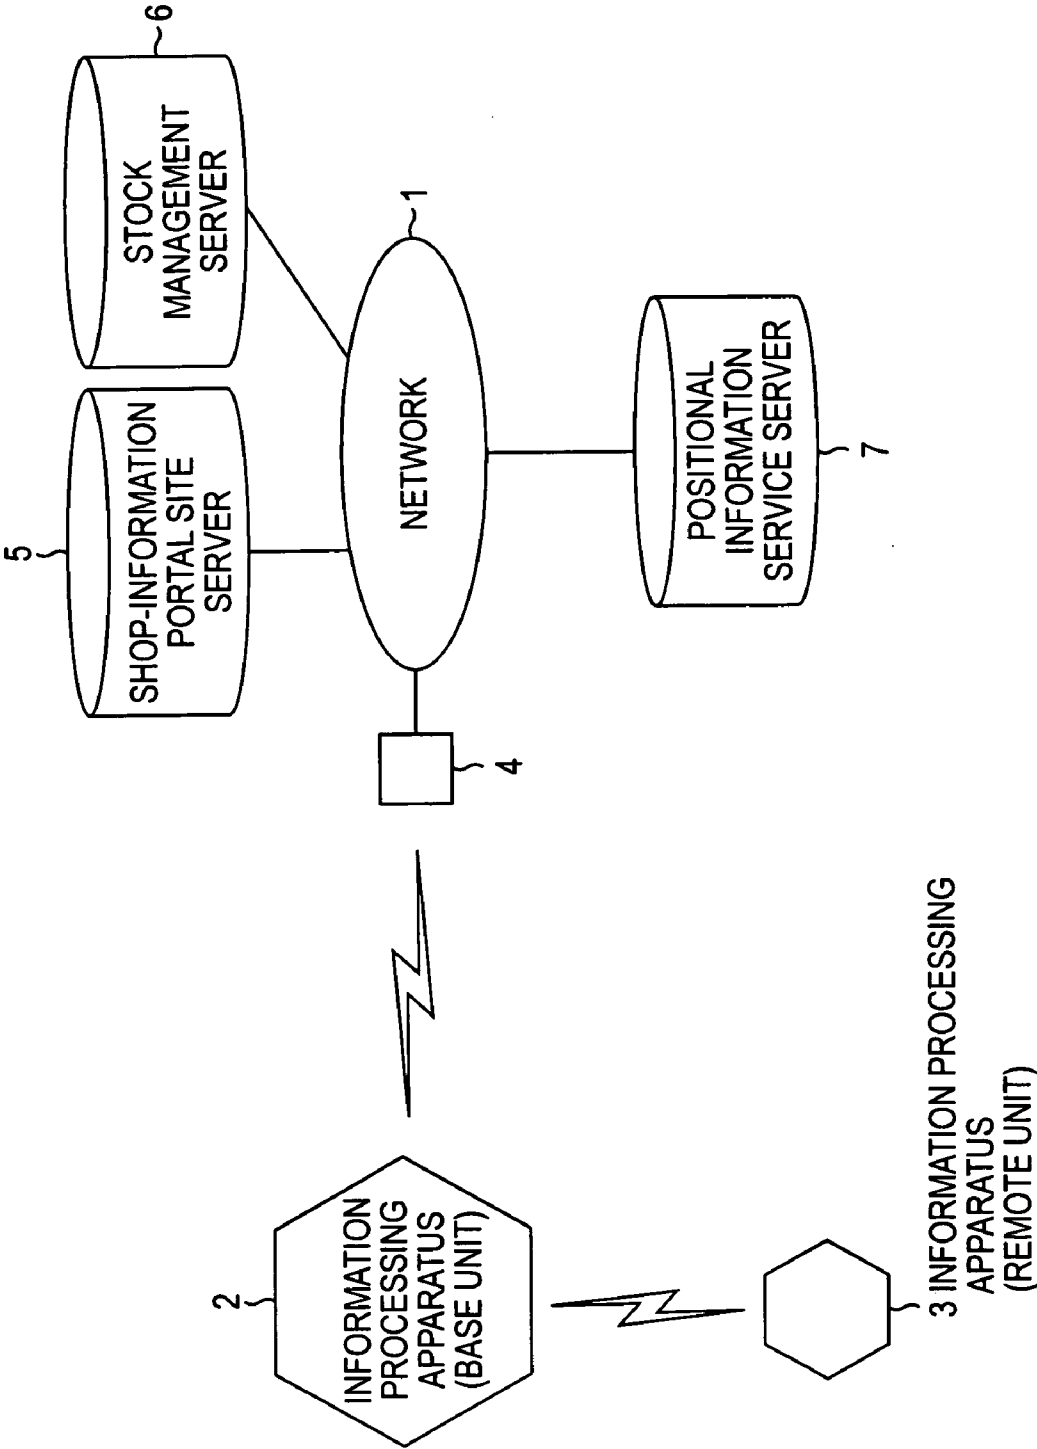 5
SHOP-INFORMATION
PORTAL SITE
SERVER
6
STOCK
MANAGEMENT
SERVER
2
INFORMATION
PROCESSING
APPARATUS
(BASE UNIT)
4
NETWORK
1
3 INFORMATION PROCESSING
APPARATUS
(REMOTE UNIT)
POSITIONAL
INFORMATION
SERVICE SERVER
7